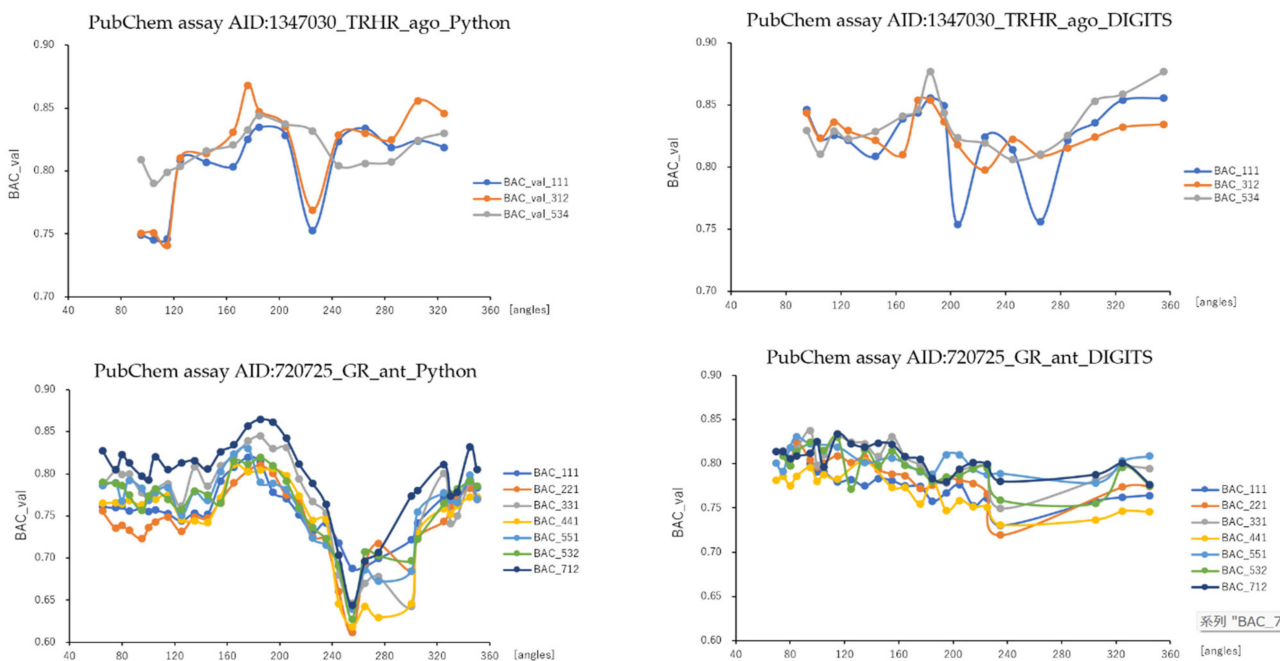 PubChem assay AID:1347030_TRHR_ago_Python
0.90
0.85
0.80
0.75
0.70
BAC_val
40 80 120 160 200 240 280 320 360 [angles]
BAC_val_111
BAC_val_312
BAC_val_534
PubChem assay AID:1347030_TRHR_ago_DIGITS
0.90
0.85
0.80
0.75
0.70
BAC_val
40 80 120 160 200 240 280 320 360
[angles]
BAC_111
BAC_312
BAC_534
PubChem assay AID:720725_GR_ant_Python
0.90
0.85
0.80
0.75
0.70
0.65
0.60
BAC_val
40 80 120 160 200 240 280 320 360 [angles]
BAC_111
BAC_221
BAC_331
BAC_441
BAC_551
BAC_532
BAC_712
PubChem assay AID:720725_GR_ant_DIGITS
0.90
0.85
0.80
0.75
0.70
0.65
0.60
BAC_val
40 80 120 160 200 240 280 320 360 [angles]
BAC_111
BAC_221
BAC_331
BAC_441
BAC_551
BAC_532
BAC_712
系列 "BAC_7